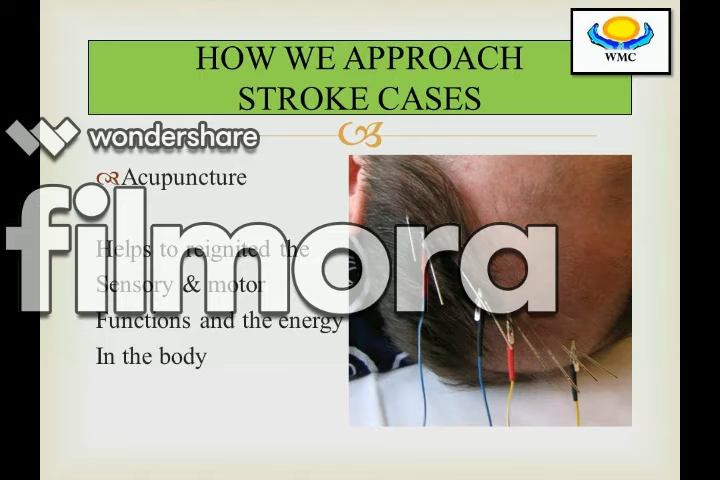 HOW WE APPROACH
STROKE CASES
WMC
wondershare
filmora
Acupuncture
Helps to reignited the
Sensory & motor
Functions and the energy
In the body